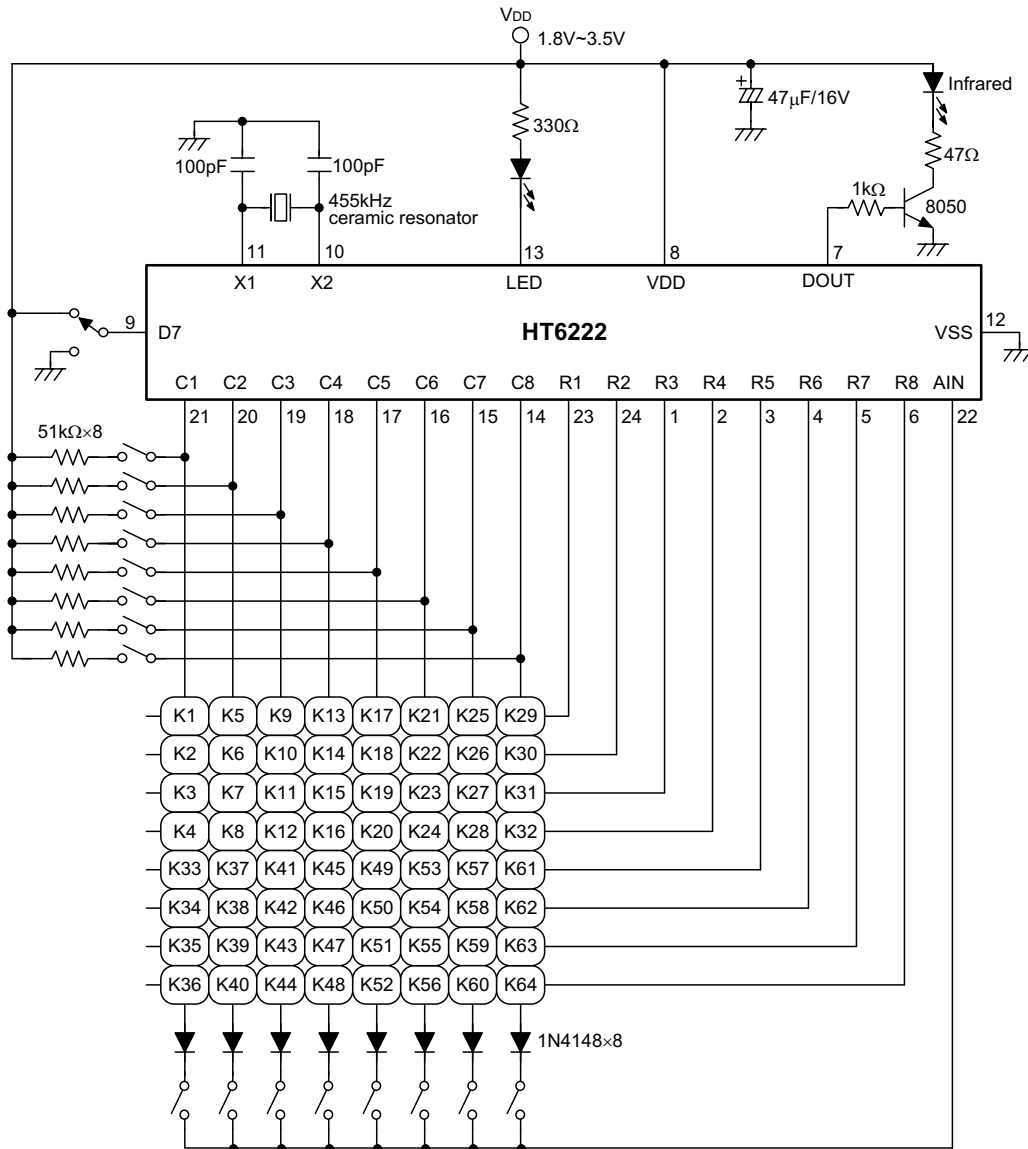 VDD
1.8V~3.5V
Infrared
47μF/16V
330Ω
47Ω
100pF
100pF
1kΩ
455kHz
ceramic resonator
8050
11 10 13 8 7
X1 X2 LED VDD DOUT
9 D7 HT6222 VSS 12
C1 C2 C3 C4 C5 C6 C7 C8 R1 R2 R3 R4 R5 R6 R7 R8 AIN
21 20 19 18 17 16 15 14 23 24 1 2 3 4 5 6 22
51kΩ×8
K1 K5 K9 K13 K17 K21 K25 K29
K2 K6 K10 K14 K18 K22 K26 K30
K3 K7 K11 K15 K19 K23 K27 K31
K4 K8 K12 K16 K20 K24 K28 K32
K33 K37 K41 K45 K49 K53 K57 K61
K34 K38 K42 K46 K50 K54 K58 K62
K35 K39 K43 K47 K51 K55 K59 K63
K36 K40 K44 K48 K52 K56 K60 K64
1N4148×8